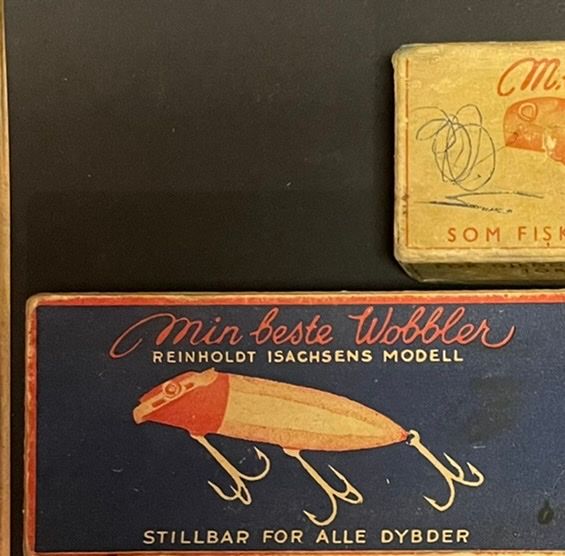 SOM FISK
Min beste Wobbler
REINHOLDT ISACHSENS MODELL
STILLBAR FOR ALLE DYBDER